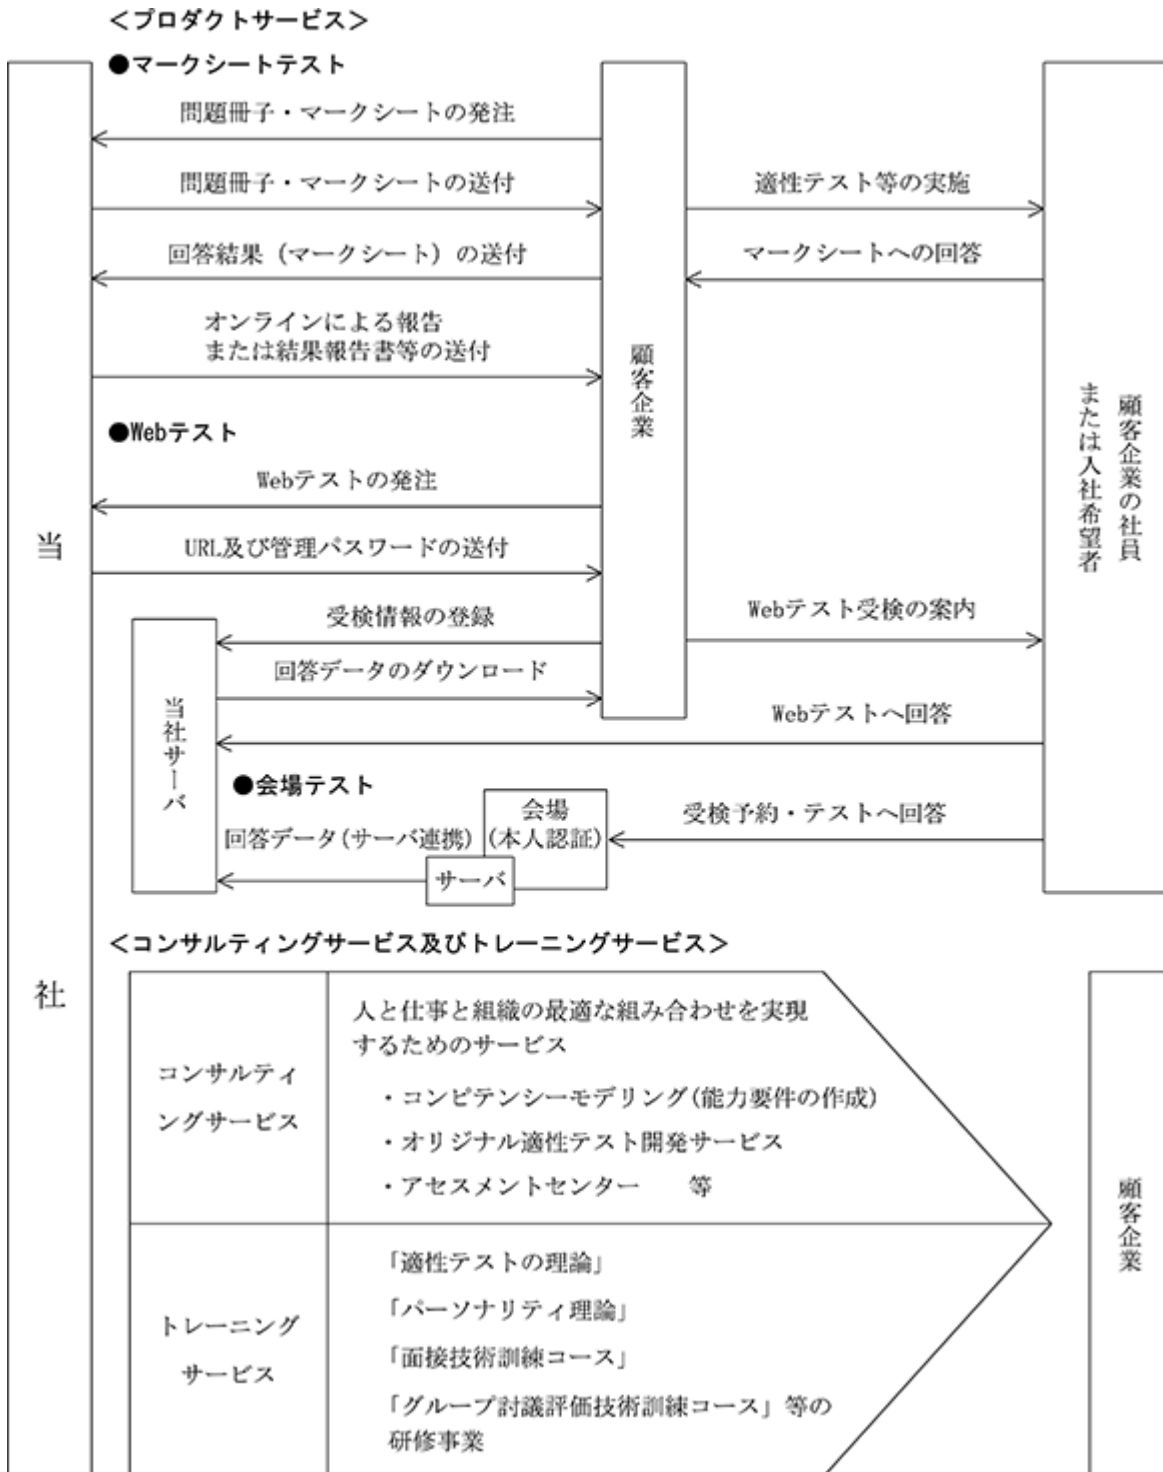 ＜プロダクトサービス＞
●マークシートテスト
問題冊子・マークシートの発注
問題冊子・マークシートの送付
適性テスト等の実施
回答結果（マークシート）の送付
マークシートへの回答
オンラインによる報告
または結果報告書等の送付
顧客企業
顧客企業の社員
または入社希望者
●Webテスト
Webテストの発注
当社
URL及び管理パスワードの送付
受検情報の登録
Webテスト受検の案内
回答データのダウンロード
当社サーバ
Webテストへ回答
●会場テスト
会場
(本人認証)
受検予約・テストへ回答
回答データ(サーバ連携)
サーバ
＜コンサルティングサービス及びトレーニングサービス＞
コンサルティ
ングサービス
人と仕事と組織の最適な組み合わせを実現
するためのサービス
・コンピテンシーモデリング(能力要件の作成)
・オリジナル適性テスト開発サービス
・アセスメントセンター　　等
顧客企業
トレーニング
サービス
「適性テストの理論」
「パーソナリティ理論」
「面接技術訓練コース」
「グループ討議評価技術訓練コース」等の
研修事業